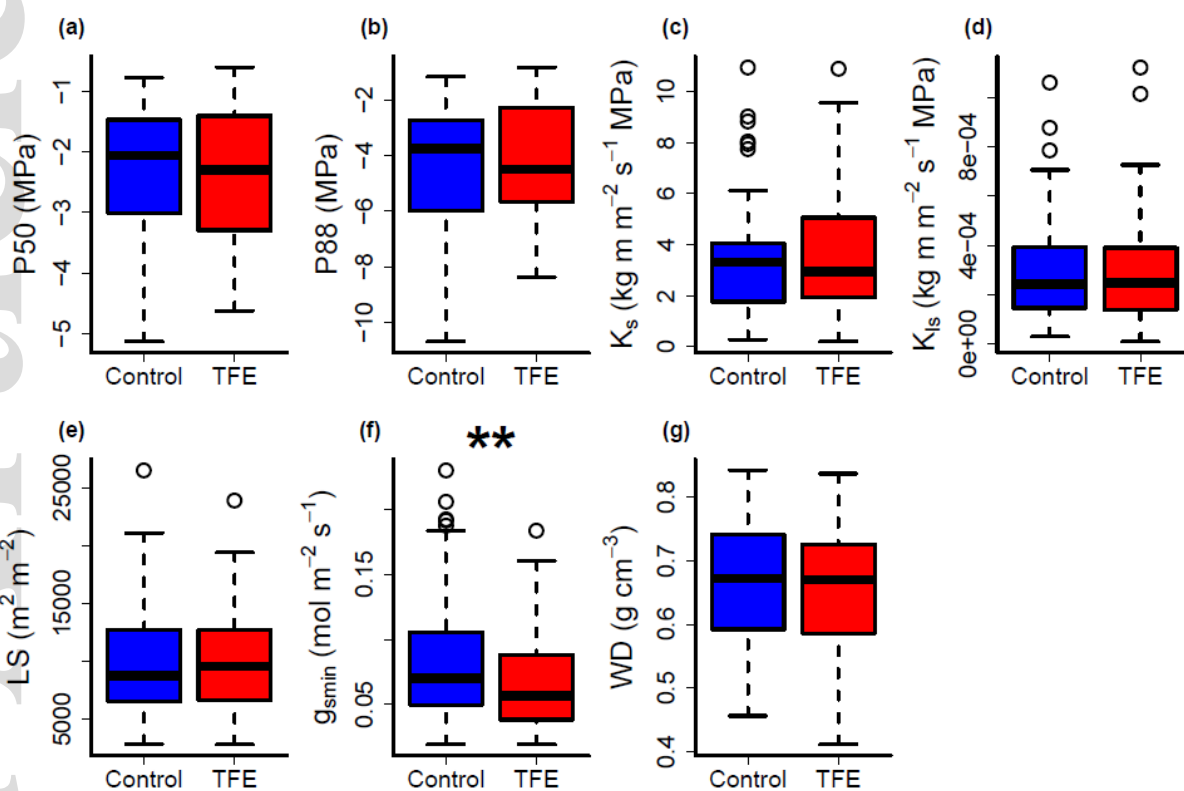 (a) (b) (c) (d)
P50 (MPa)
−1
−2
−3
−4
−5
Control TFE
P88 (MPa)
−2
−4
−6
−8
−10
Control TFE
Ks (kg m m−2 s−1 MPa)
10
8
6
4
2
0
Control TFE
Kls (kg m m−2 s−1 MPa)
8e−04
4e−04
0e+00
Control TFE
(e) (f) (g)
LS (m2 m−2)
25000
15000
5000
Control TFE
**
gsmin (mol m−2 s−1)
0.15
0.05
Control TFE
WD (g cm−3)
0.8
0.7
0.6
0.5
0.4
Control TFE